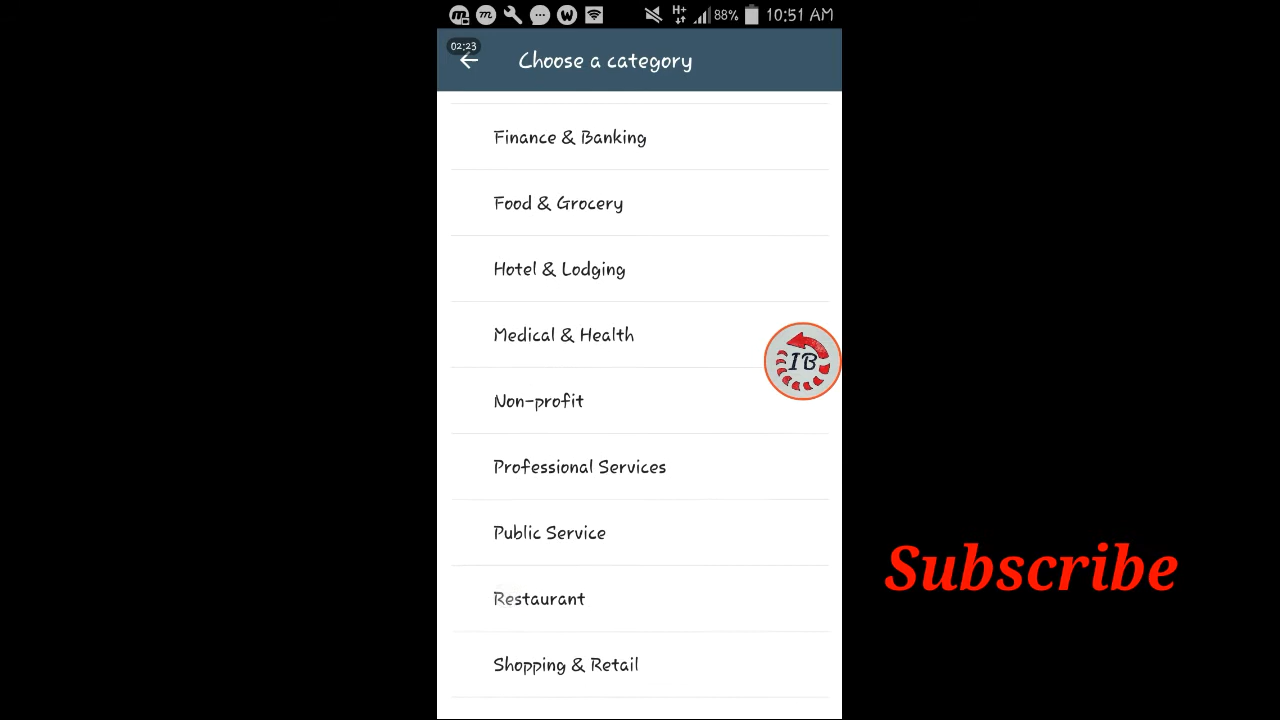 H+ 88% 10:51 AM
02:23
Choose a category
Finance & Banking
Food & Grocery
Hotel & Lodging
Medical & Health
IB
Non-profit
Professional Services
Public Service
Restaurant
Shopping & Retail
Subscribe